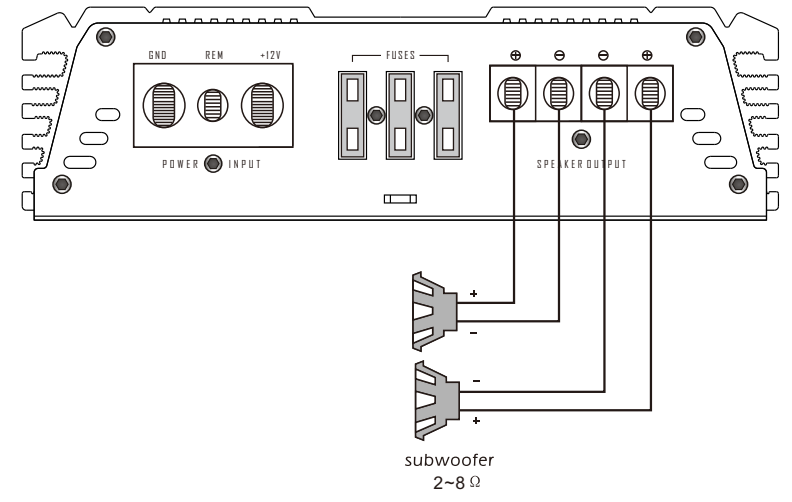 GND REM +12V
FUSES
⊕ ⊖ ⊖ ⊕
POWER INPUT
SPEAKER OUTPUT
+
−
−
+
subwoofer
2~8 Ω